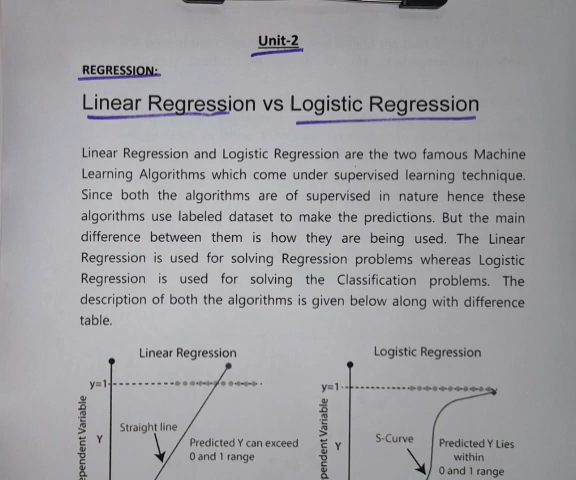 Unit-2
REGRESSION:
Linear Regression vs Logistic Regression
Linear Regression and Logistic Regression are the two famous Machine
Learning Algorithms which come under supervised learning technique.
Since both the algorithms are of supervised in nature hence these
algorithms use labeled dataset to make the predictions. But the main
difference between them is how they are being used. The Linear
Regression is used for solving Regression problems whereas Logistic
Regression is used for solving the Classification problems. The
description of both the algorithms is given below along with difference
table.
Linear Regression
y=1
Straight line
Y
Predicted Y can exceed
0 and 1 range
Variable
Logistic Regression
y=1
S-Curve
Y
Predicted Y Lies
within
0 and 1 range
Variable